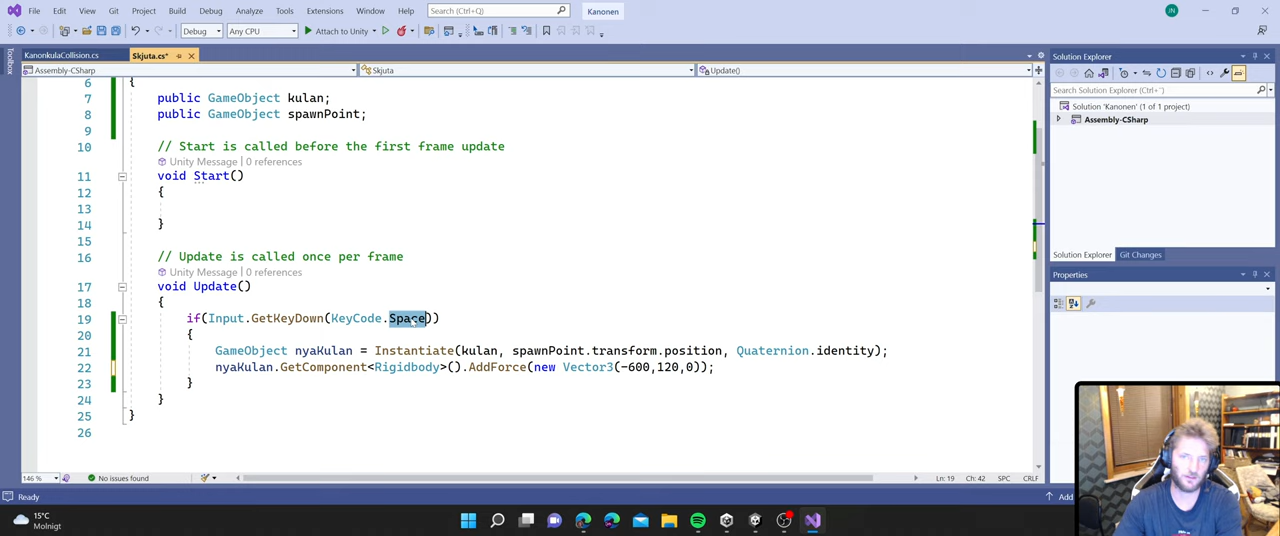 File Edit View Git Project Build Debug Analyze Tools Extensions Window Help Search (Ctrl+Q) Kanonen JN
Debug Any CPU Attach to Unity
KanonkulaCollision.cs Skjuta.cs*
Assembly-CSharp Skjuta Update()
Toolbox
6 {
7 public GameObject kulan;
8 public GameObject spawnPoint;
9
10 // Start is called before the first frame update
Unity Message | 0 references
11 void Start()
12 {
13
14 }
15
16 // Update is called once per frame
Unity Message | 0 references
17 void Update()
18 {
19 if(Input.GetKeyDown(KeyCode.Space))
20 {
21 GameObject nyaKulan = Instantiate(kulan, spawnPoint.transform.position, Quaternion.identity);
22 nyaKulan.GetComponent<Rigidbody>().AddForce(new Vector3(-600,120,0));
23 }
24 }
25 }
26
146 % No issues found Ln: 19 Ch: 42 SPC CRLF
Solution Explorer
Search Solution Explorer (Ctrl+¨)
Solution 'Kanonen' (1 of 1 project)
Assembly-CSharp
Solution Explorer Git Changes
Properties
Ready Add
15°C
Molnigt